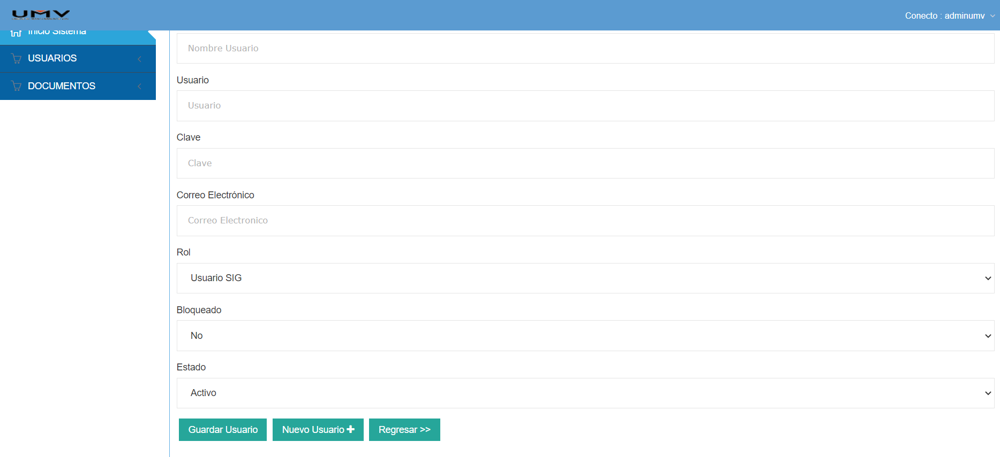 UMV
Conecto : adminumv
Inicio Sistema
USUARIOS
DOCUMENTOS
Nombre Usuario
Usuario
Usuario
Clave
Clave
Correo Electrónico
Correo Electronico
Rol
Usuario SIG
Bloqueado
No
Estado
Activo
Guardar Usuario
Nuevo Usuario
Regresar >>